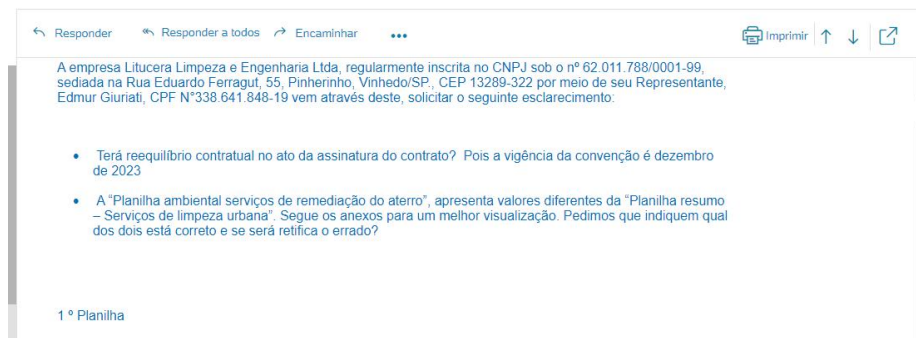 Responder Responder a todos Encaminhar ... Imprimir
A empresa Litucera Limpeza e Engenharia Ltda, regularmente inscrita no CNPJ sob o nº 62.011.788/0001-99,
sediada na Rua Eduardo Ferragut, 55, Pinheirinho, Vinhedo/SP., CEP 13289-322 por meio de seu Representante,
Edmur Giuriati, CPF N°338.641.848-19 vem através deste, solicitar o seguinte esclarecimento:
• Terá reequilíbrio contratual no ato da assinatura do contrato? Pois a vigência da convenção é dezembro
de 2023
• A “Planilha ambiental serviços de remediação do aterro”, apresenta valores diferentes da “Planilha resumo
– Serviços de limpeza urbana”. Segue os anexos para um melhor visualização. Pedimos que indiquem qual
dos dois está correto e se será retifica o errado?
1 º Planilha